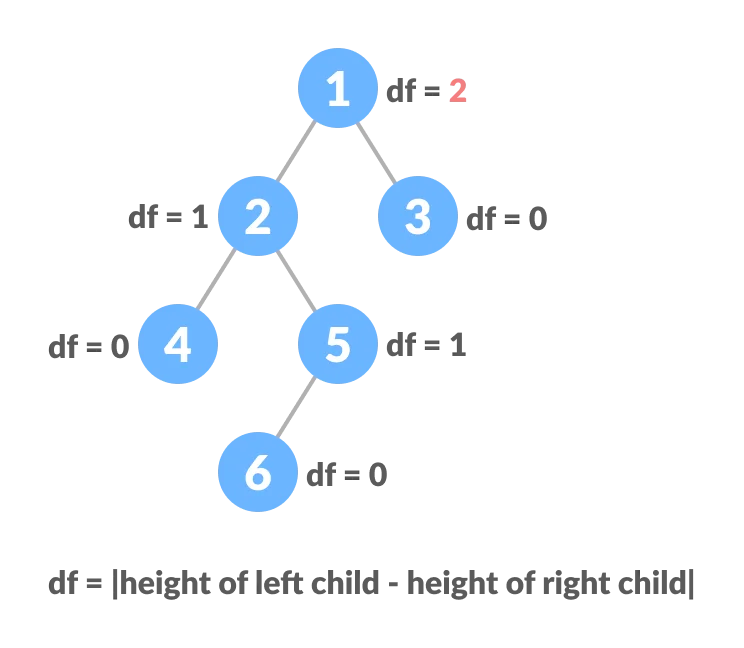 1 df = 2
df = 1 2 3 df = 0
df = 0 4 5 df = 1
6 df = 0
df = |height of left child - height of right child|